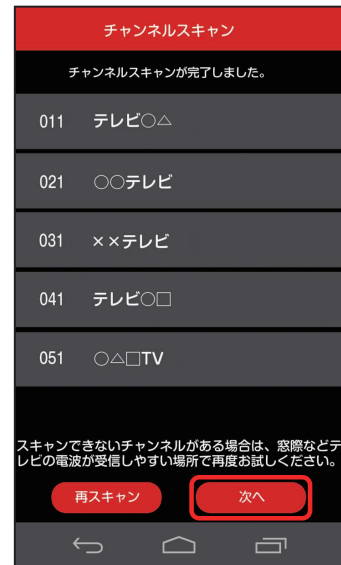 チャンネルスキャン
チャンネルスキャンが完了しました。
011 テレビ○△
021 ○○テレビ
031 ××テレビ
041 テレビ○□
051 ○△□TV
スキャンできないチャンネルがある場合は、窓際などテ
レビの電波が受信しやすい場所で再度お試しください。
再スキャン 次へ